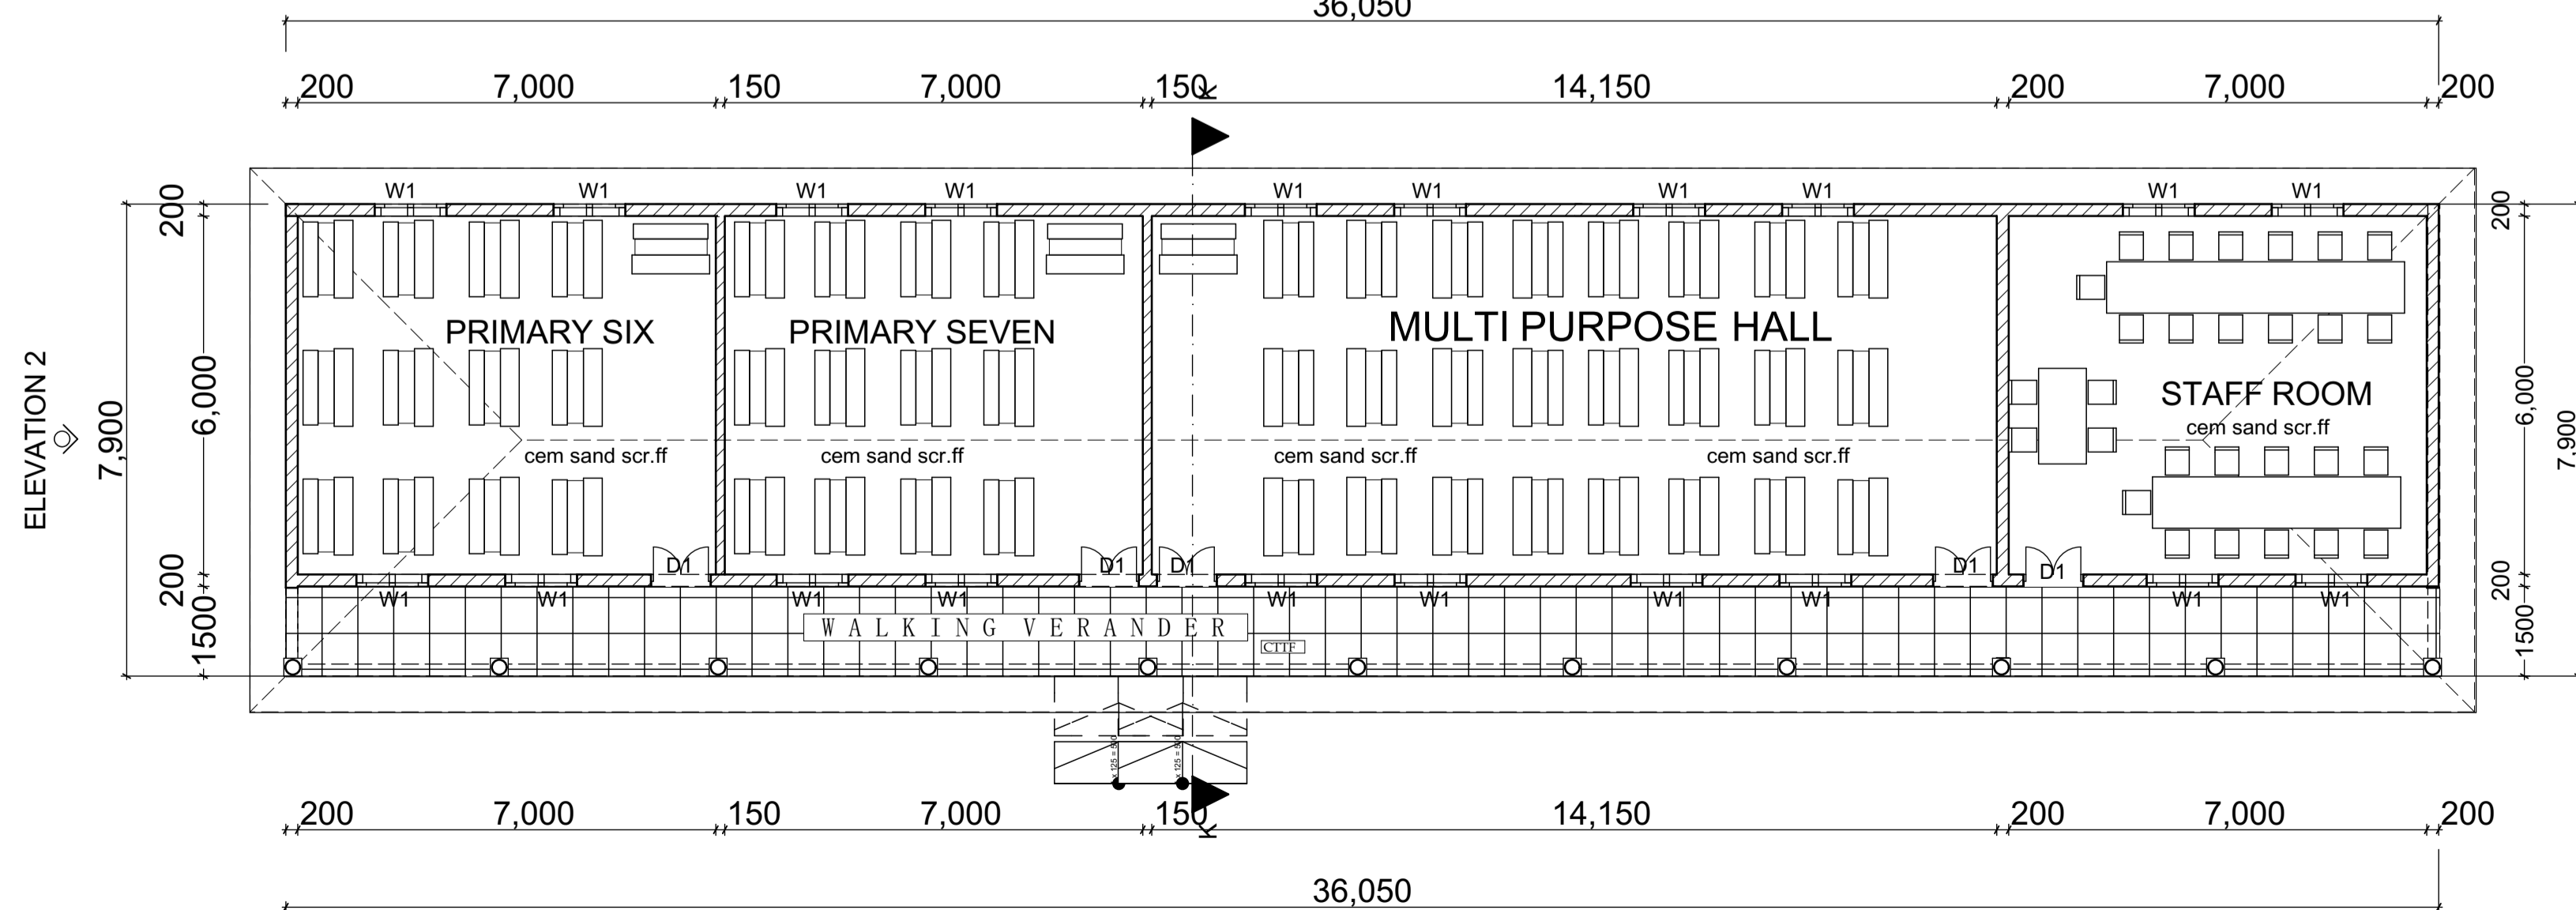 36,050
200 7,000 150 7,000 150 14,150 200 7,000 200
K
W1 W1 W1 W1 W1 W1 W1 W1 W1 W1
200
200
PRIMARY SIX
PRIMARY SEVEN
MULTI PURPOSE HALL
STAFF ROOM
cem sand scr.ff
ELEVATION 2
7,900
6,000
6,000
7,900
cem sand scr.ff
cem sand scr.ff
cem sand scr.ff
cem sand scr.ff
D1 D1 D1 D1 D1
200
200
W1 W1 W1 W1 W1 W1 W1 W1 W1 W1
1500
1500
WALKING VERANDER
CTTF
200 7,000 150 7,000 150 14,150 200 7,000 200
K
36,050